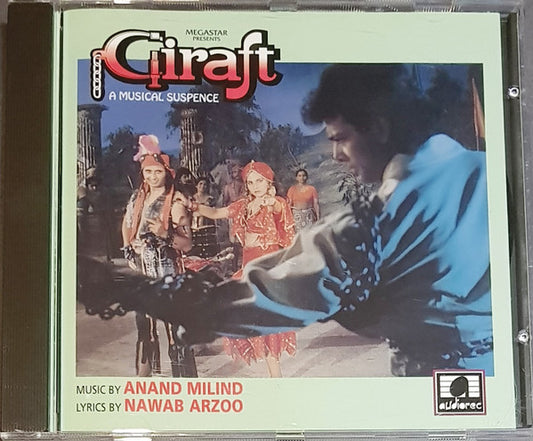 MEGASTAR
PRESENTS
Giraft
A MUSICAL SUSPENCE
MUSIC BY ANAND MILIND
LYRICS BY NAWAB ARZOO
audiorec